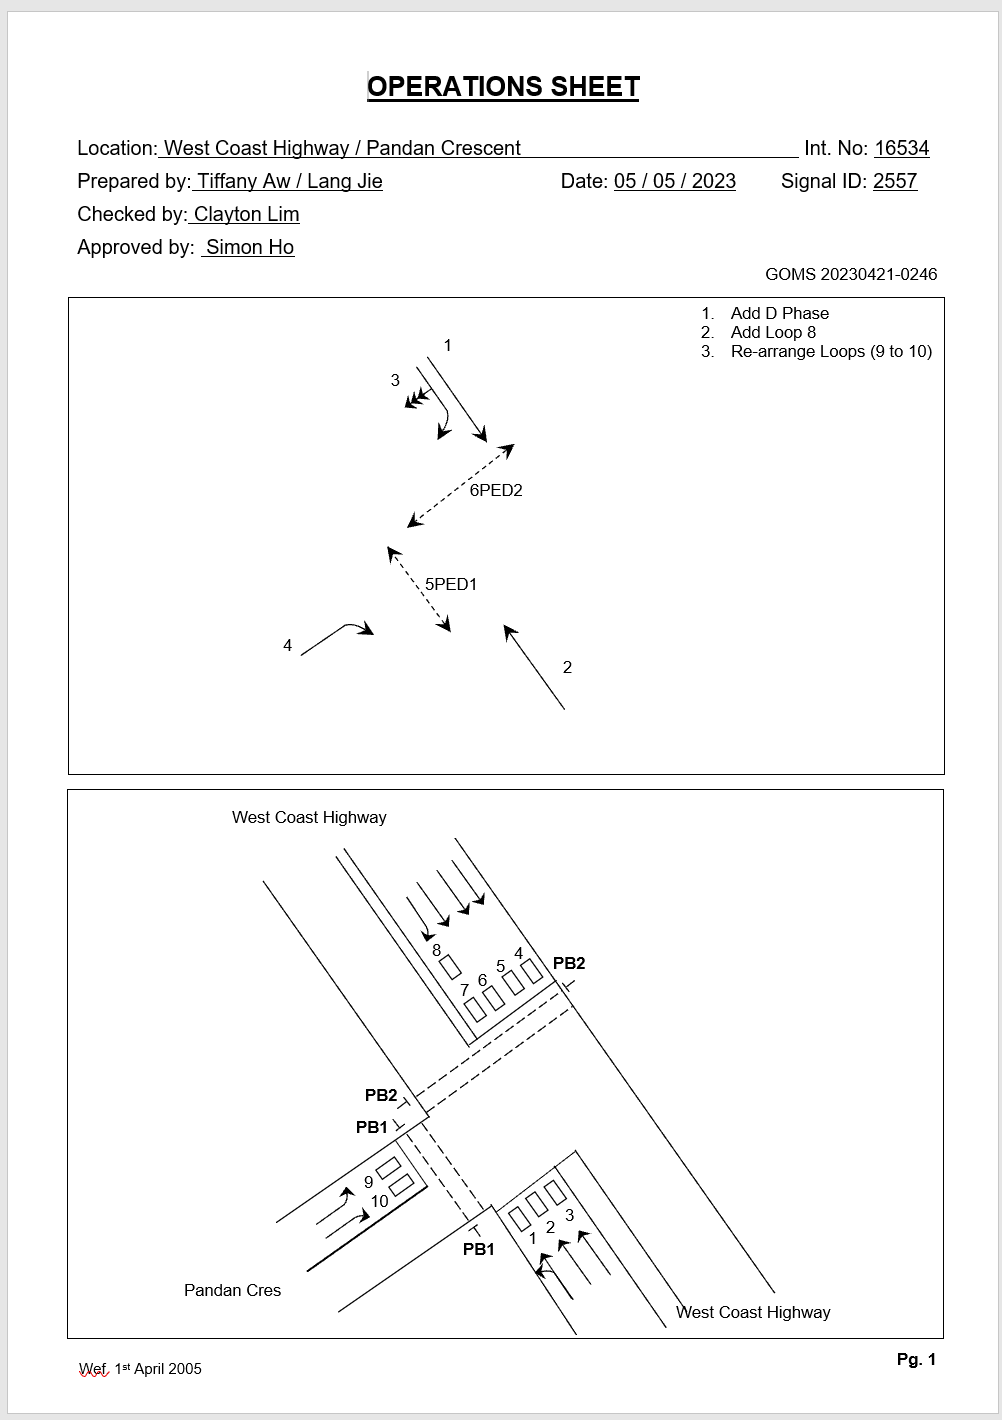 OPERATIONS SHEET
Location: West Coast Highway / Pandan Crescent Int. No: 16534
Prepared by: Tiffany Aw / Lang Jie Date: 05 / 05 / 2023 Signal ID: 2557
Checked by: Clayton Lim
Approved by: Simon Ho
GOMS 20230421-0246
1. Add D Phase
2. Add Loop 8
3. Re-arrange Loops (9 to 10)
1
3
6PED2
5PED1
4
2
West Coast Highway
8
7
6
5
4
PB2
PB2
PB1
9
10
PB1
1
2
3
Pandan Cres
West Coast Highway
Wef. 1st April 2005
Pg. 1